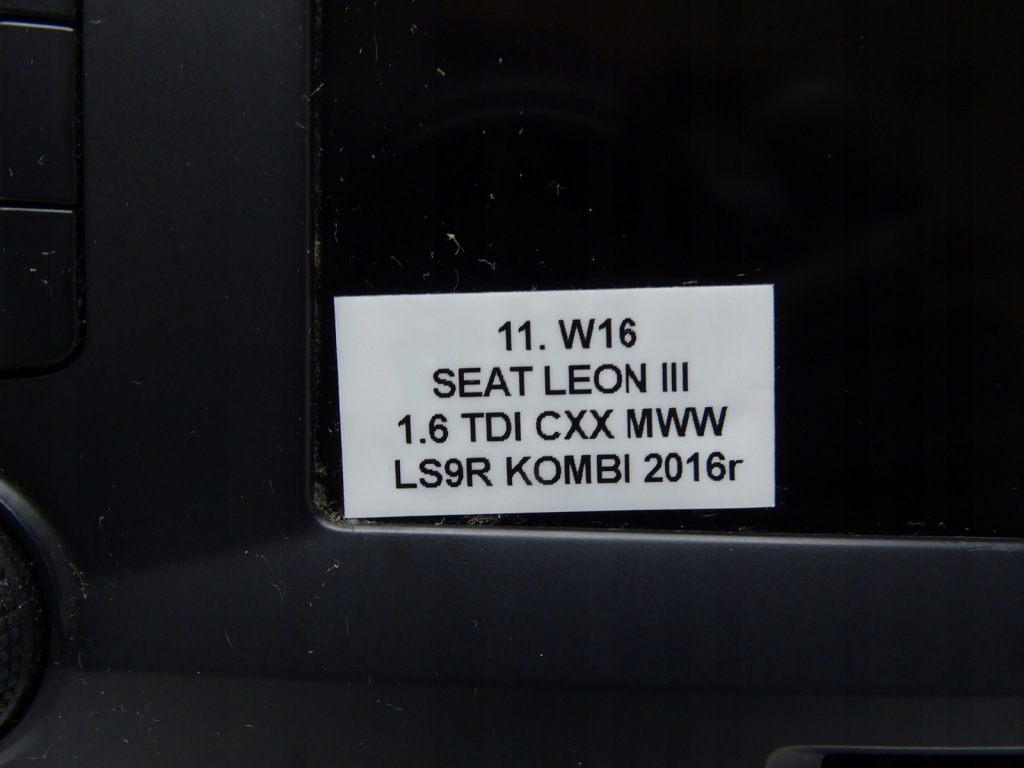 11. W16
SEAT LEON III
1.6 TDI CXX MWW
LS9R KOMBI 2016r